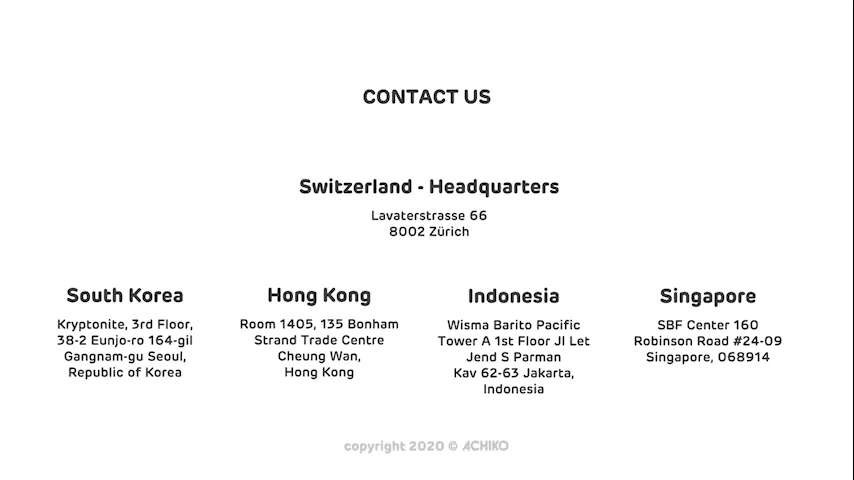 CONTACT US
Switzerland - Headquarters
Lavaterstrasse 66
8002 Zürich
South Korea
Kryptonite, 3rd Floor,
38-2 Eunjo-ro 164-gil
Gangnam-gu Seoul,
Republic of Korea
Hong Kong
Room 1405, 135 Bonham
Strand Trade Centre
Cheung Wan,
Hong Kong
Indonesia
Wisma Barito Pacific
Tower A 1st Floor Jl Let
Jend S Parman
Kav 62-63 Jakarta,
Indonesia
Singapore
SBF Center 160
Robinson Road #24-09
Singapore, 068914
copyright 2020 © ACHIKO